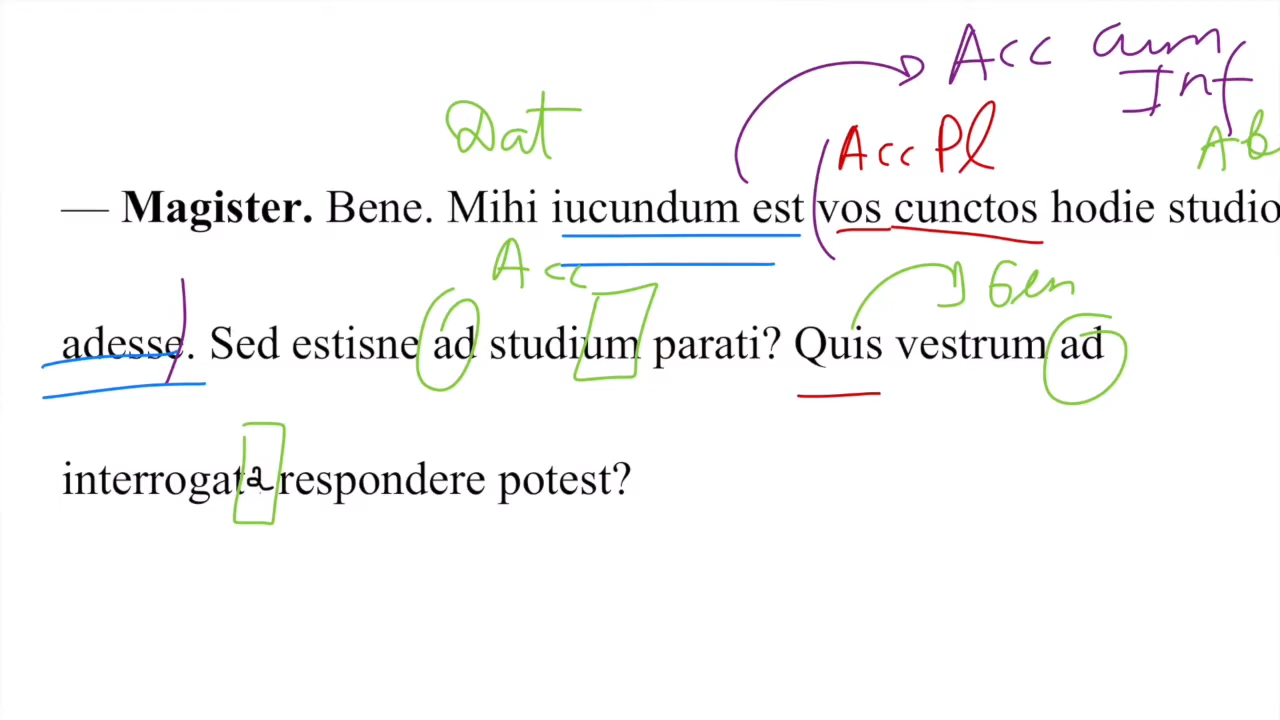 Acc cum
Inf
Dat
Acc Pl
Ab
— Magister. Bene. Mihi iucundum est vos cunctos hodie studio
Acc
Gen
adesse. Sed estisne ad studium parati? Quis vestrum ad
interrogata respondere potest?